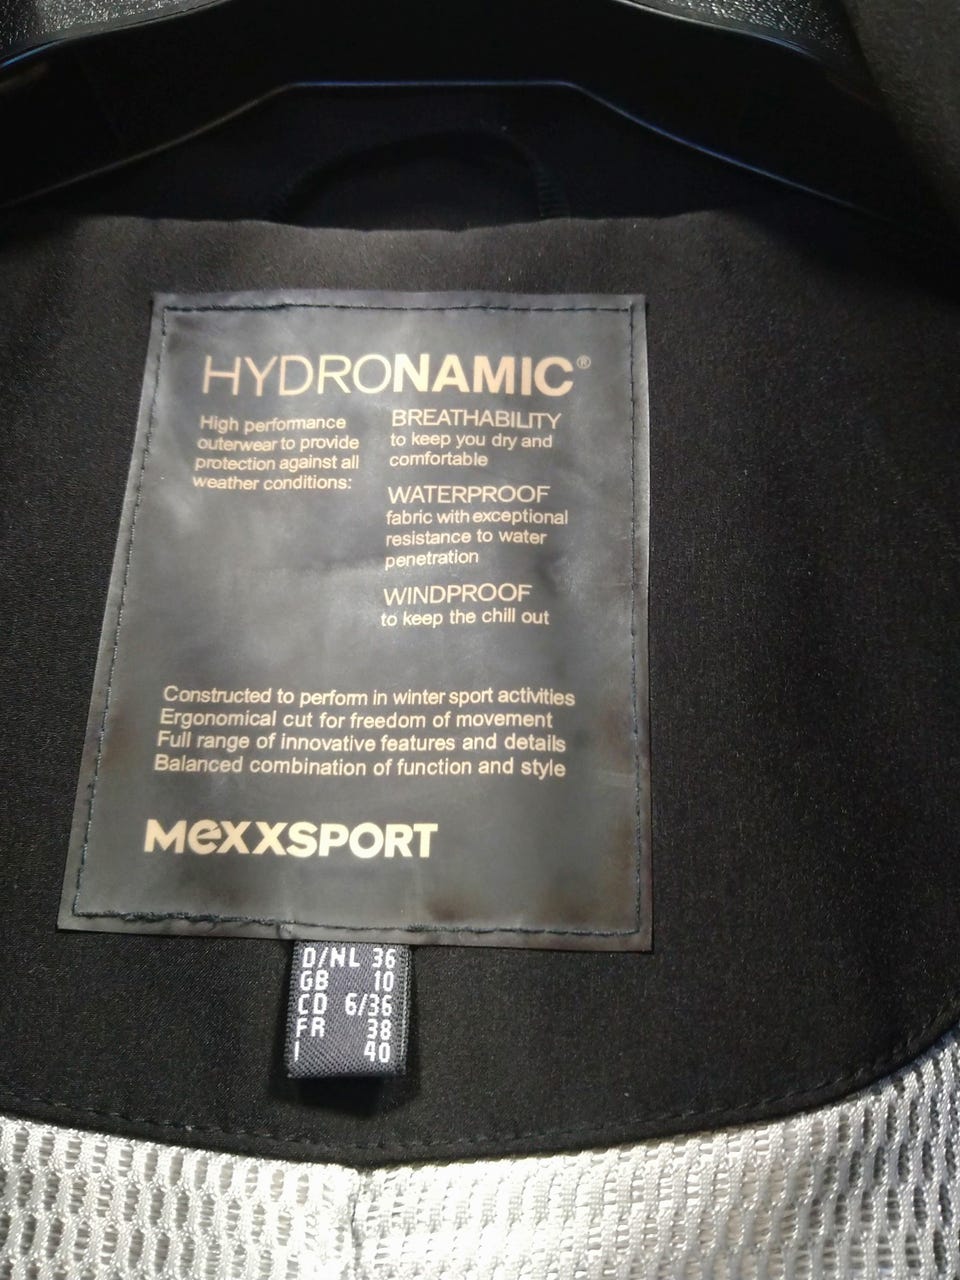 HYDRONAMIC®
High performance
outerwear to provide
protection against all
weather conditions:
BREATHABILITY
to keep you dry and
comfortable
WATERPROOF
fabric with exceptional
resistance to water
penetration
WINDPROOF
to keep the chill out
Constructed to perform in winter sport activities
Ergonomical cut for freedom of movement
Full range of innovative features and details
Balanced combination of function and style
MeXXSPORT
D/NL 36
GB 10
CD 6/36
FR 38
I 40